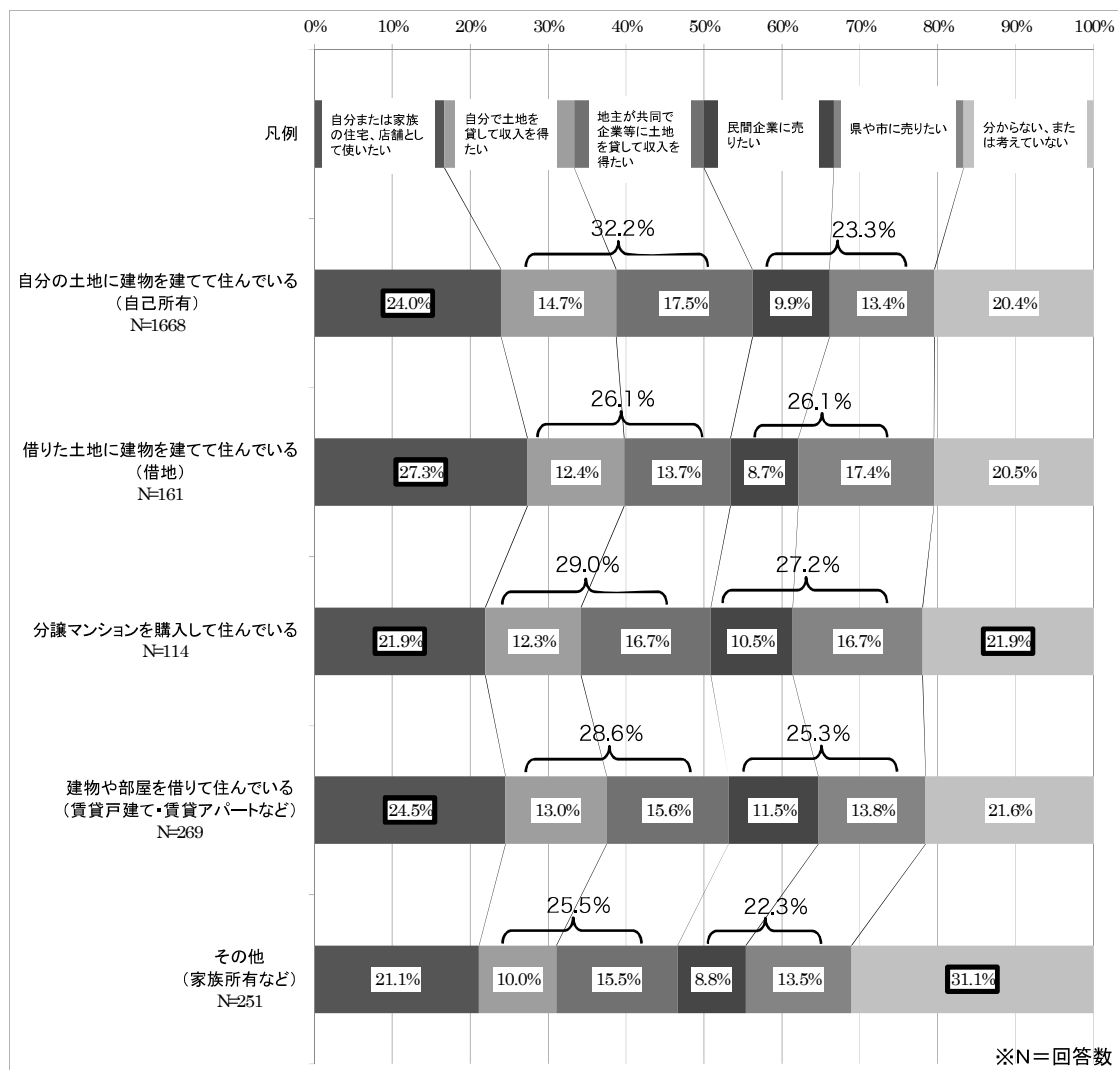 0% 10% 20% 30% 40% 50% 60% 70% 80% 90% 100%
凡例
自分または家族
の住宅、店舗とし
て使いたい
自分で土地を
貸して収入を得
たい
地主が共同で
企業等に土地
を貸して収入を
得たい
民間企業に売
りたい
県や市に売りたい
分からない、また
は考えていない
32.2% 23.3%
自分の土地に建物を建てて住んでいる
(自己所有)
N=1668
24.0% 14.7% 17.5% 9.9% 13.4% 20.4%
26.1% 26.1%
借りた土地に建物を建てて住んでいる
(借地)
N=161
27.3% 12.4% 13.7% 8.7% 17.4% 20.5%
29.0% 27.2%
分譲マンションを購入して住んでいる
N=114
21.9% 12.3% 16.7% 10.5% 16.7% 21.9%
28.6% 25.3%
建物や部屋を借りて住んでいる
(賃貸戸建て・賃貸アパートなど)
N=269
24.5% 13.0% 15.6% 11.5% 13.8% 21.6%
25.5% 22.3%
その他
(家族所有など)
N=251
21.1% 10.0% 15.5% 8.8% 13.5% 31.1%
※N=回答数